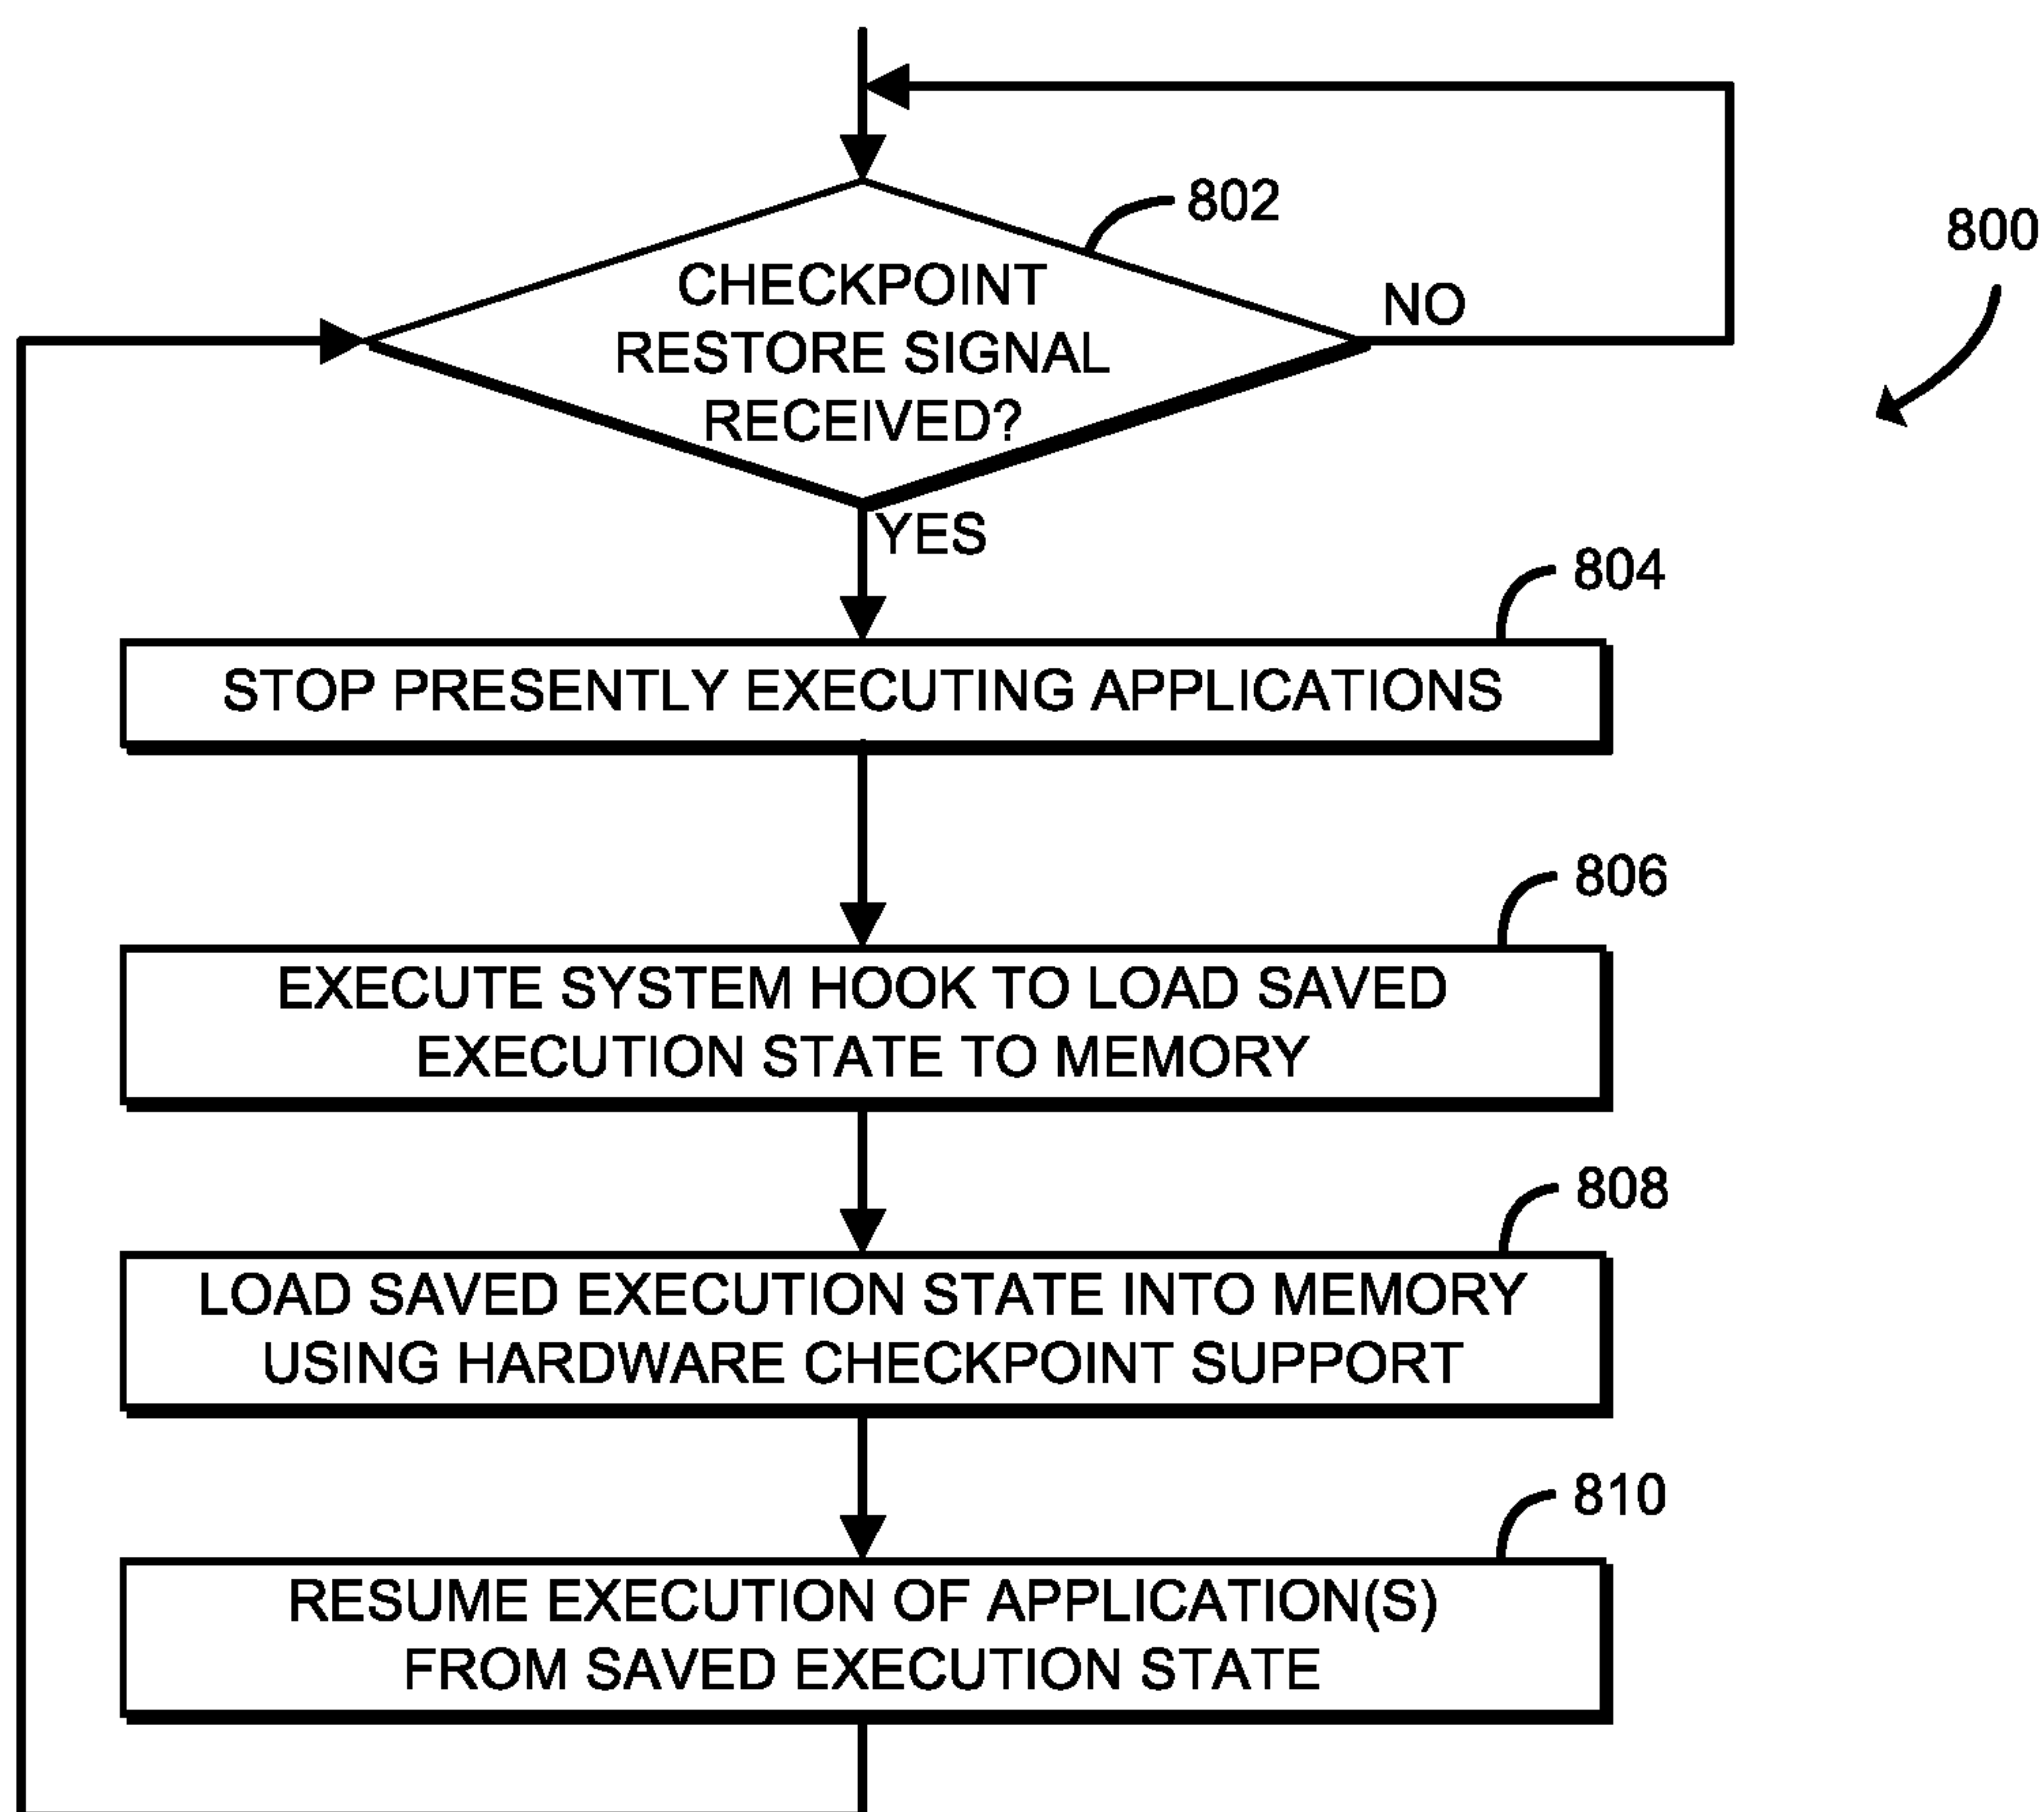 802
800
CHECKPOINT
RESTORE SIGNAL
RECEIVED?
NO
YES
804
STOP PRESENTLY EXECUTING APPLICATIONS
806
EXECUTE SYSTEM HOOK TO LOAD SAVED
EXECUTION STATE TO MEMORY
808
LOAD SAVED EXECUTION STATE INTO MEMORY
USING HARDWARE CHECKPOINT SUPPORT
810
RESUME EXECUTION OF APPLICATION(S)
FROM SAVED EXECUTION STATE